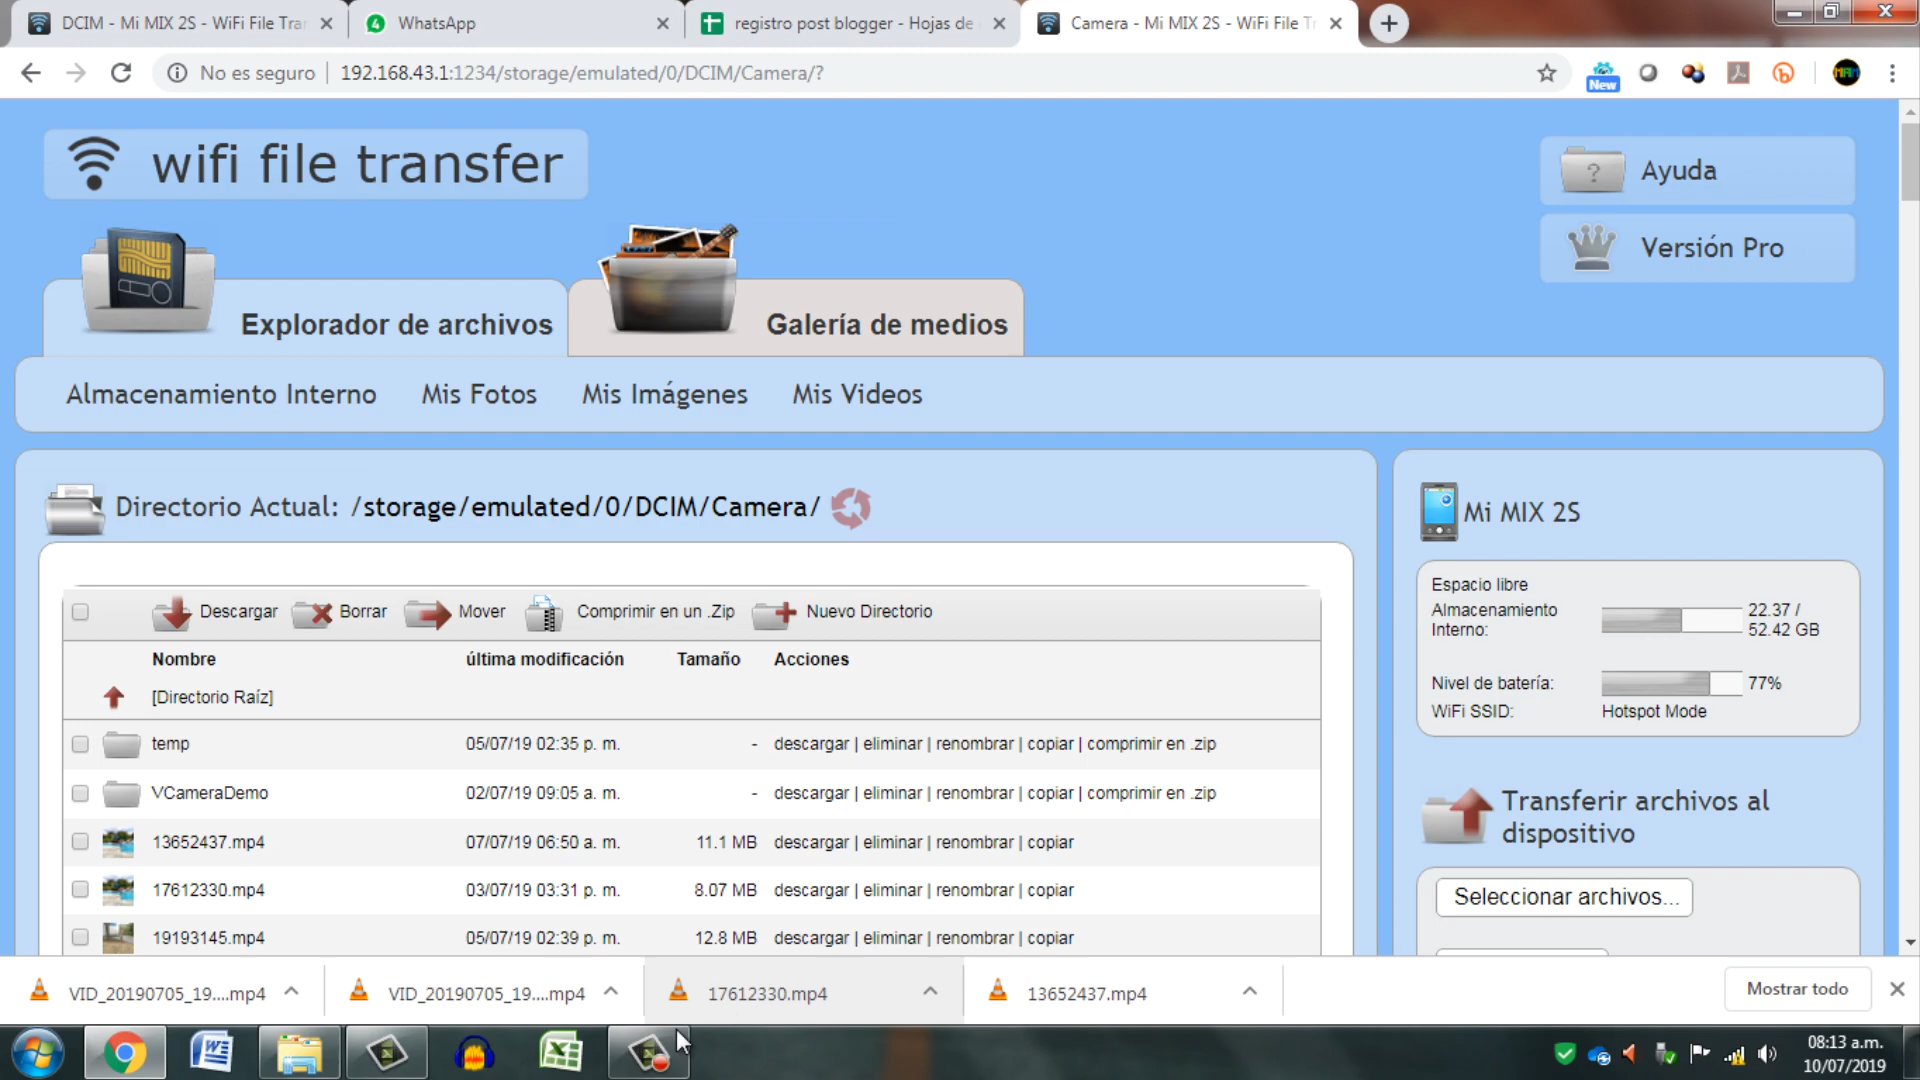 DCIM - Mi MIX 2S - WiFi File Tran
WhatsApp
registro post blogger - Hojas de
Camera - Mi MIX 2S - WiFi File Tr
No es seguro
192.168.43.1:1234/storage/emulated/0/DCIM/Camera/?
New
wifi file transfer
Ayuda
Versión Pro
Explorador de archivos
Galería de medios
Almacenamiento Interno
Mis Fotos
Mis Imágenes
Mis Videos
Directorio Actual: /storage/emulated/0/DCIM/Camera/
Descargar
Borrar
Mover
Comprimir en un .Zip
Nuevo Directorio
Nombre última modificación Tamaño Acciones
[Directorio Raíz]
temp 05/07/19 02:35 p. m. - descargar | eliminar | renombrar | copiar | comprimir en .zip
VCameraDemo 02/07/19 09:05 a. m. - descargar | eliminar | renombrar | copiar | comprimir en .zip
13652437.mp4 07/07/19 06:50 a. m. 11.1 MB descargar | eliminar | renombrar | copiar
17612330.mp4 03/07/19 03:31 p. m. 8.07 MB descargar | eliminar | renombrar | copiar
19193145.mp4 05/07/19 02:39 p. m. 12.8 MB descargar | eliminar | renombrar | copiar
Mi MIX 2S
Espacio libre
Almacenamiento
Interno:
22.37 /
52.42 GB
Nivel de batería: 77%
WiFi SSID: Hotspot Mode
Transferir archivos al
dispositivo
Seleccionar archivos...
VID_20190705_19....mp4
VID_20190705_19....mp4
17612330.mp4
13652437.mp4
Mostrar todo
08:13 a.m.
10/07/2019